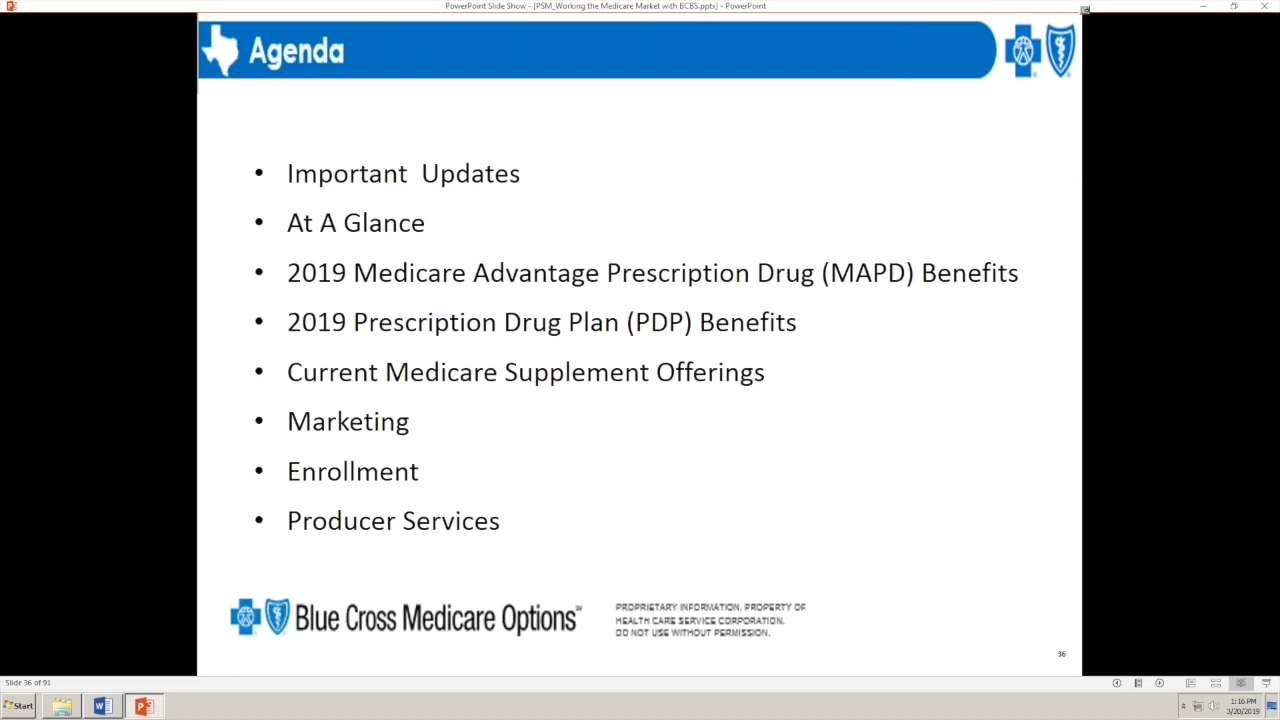 PowerPoint Slide Show - [PSM_Working the Medicare Market with BCBS.pptx] - PowerPoint
Agenda
• Important  Updates
• At A Glance
• 2019 Medicare Advantage Prescription Drug (MAPD) Benefits
• 2019 Prescription Drug Plan (PDP) Benefits
• Current Medicare Supplement Offerings
• Marketing
• Enrollment
• Producer Services
Blue Cross Medicare Options℠
PROPRIETARY INFORMATION. PROPERTY OF
HEALTH CARE SERVICE CORPORATION.
DO NOT USE WITHOUT PERMISSION.
36
Slide 36 of 91
Start
1:16 PM
3/20/2019